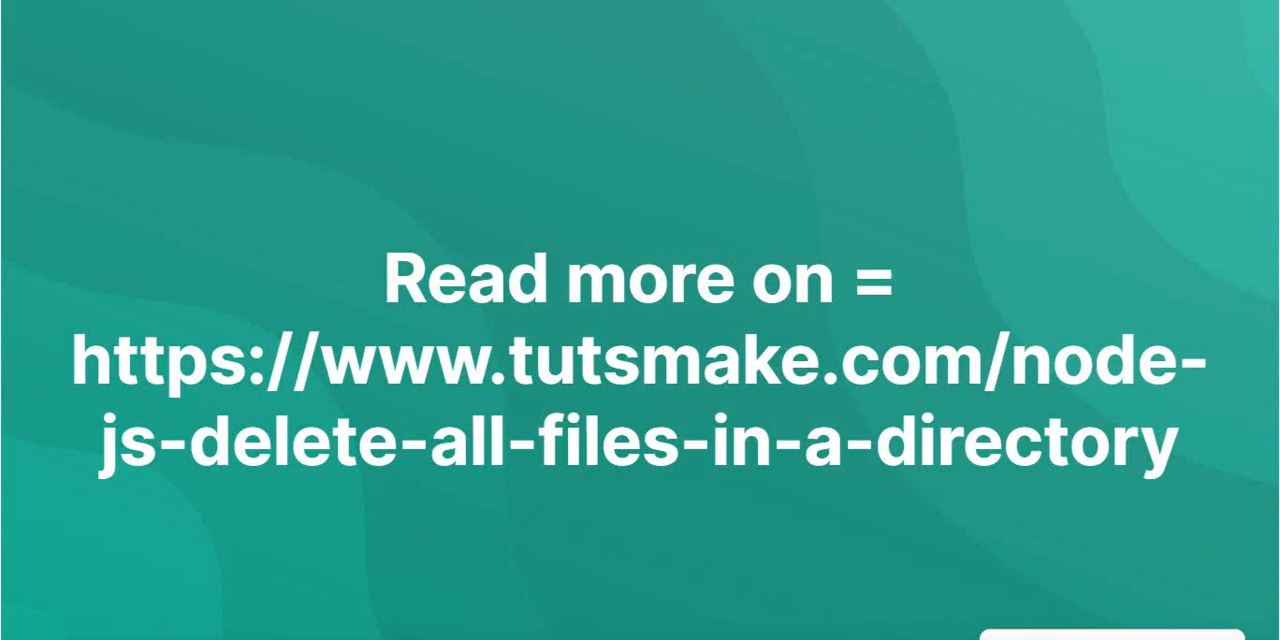 Read more on =
https://www.tutsmake.com/node-
js-delete-all-files-in-a-directory